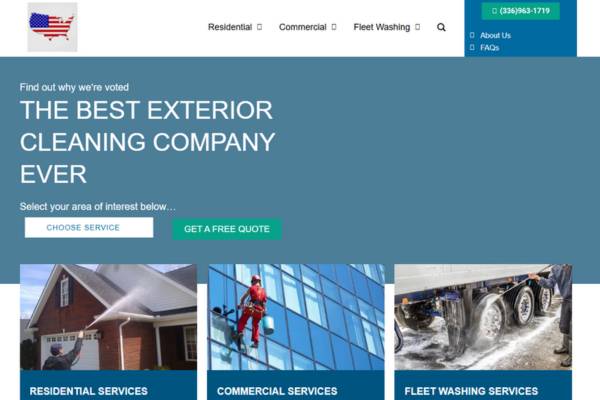 Residential Commercial Fleet Washing
(336)963-1719
About Us
FAQs
Find out why we're voted
THE BEST EXTERIOR
CLEANING COMPANY
EVER
Select your area of interest below…
CHOOSE SERVICE GET A FREE QUOTE
RESIDENTIAL SERVICES COMMERCIAL SERVICES FLEET WASHING SERVICES